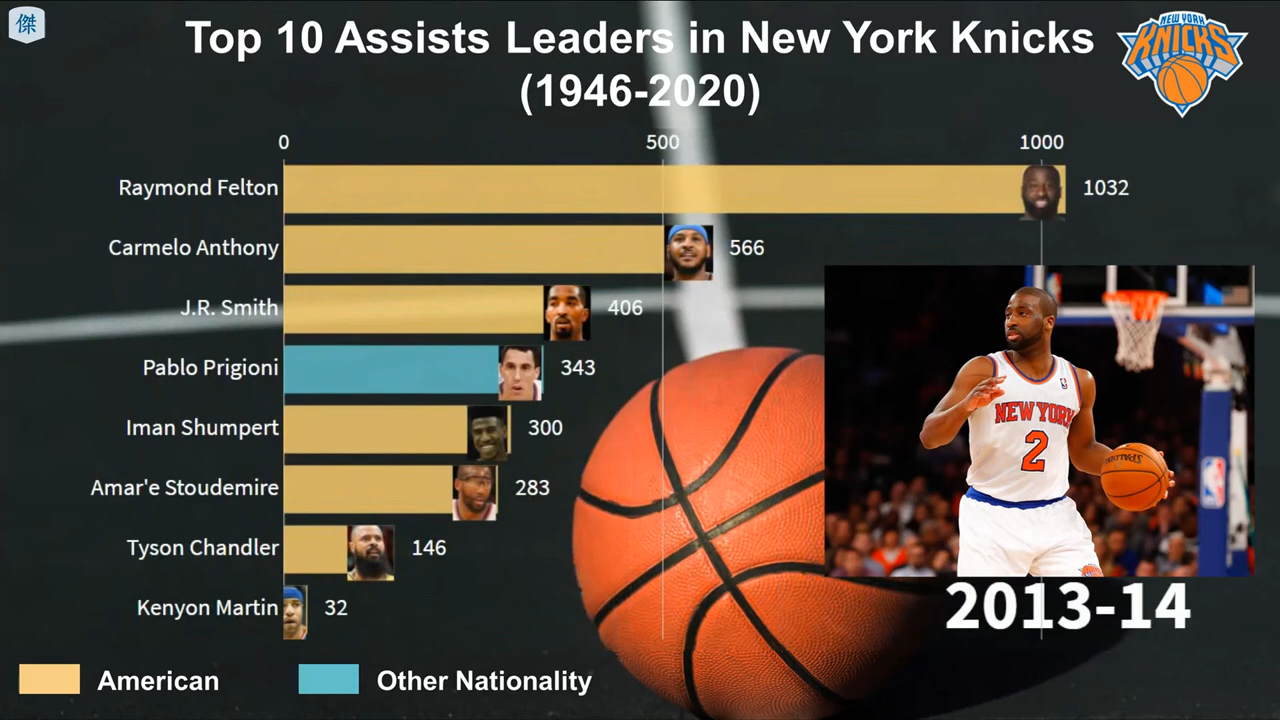 傑
Top 10 Assists Leaders in New York Knicks
(1946-2020)
NEW YORK
KNICKS
0 500 1000
Raymond Felton 1032
Carmelo Anthony 566
J.R. Smith 406
Pablo Prigioni 343
Iman Shumpert 300
Amar'e Stoudemire 283
Tyson Chandler 146
Kenyon Martin 32
NEW YORK
2
SPALDING
2013-14
American Other Nationality